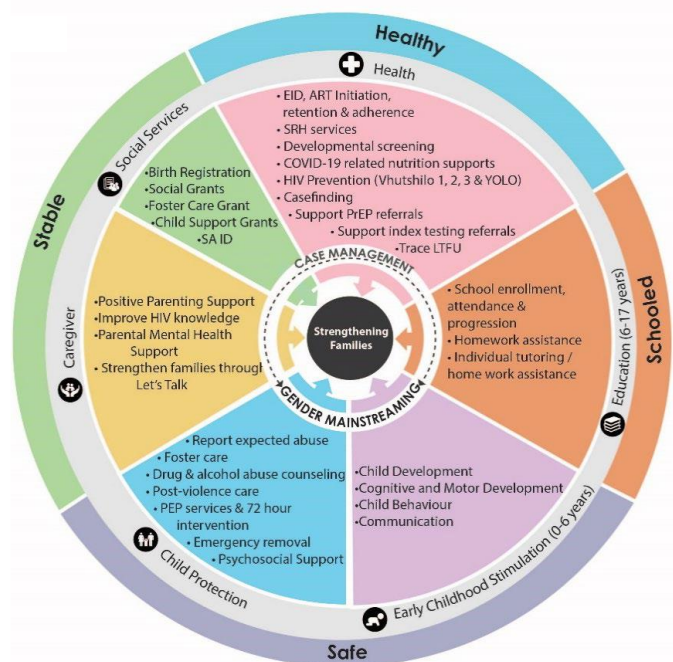 Healthy
Health
• EID, ART Initiation,
retention & adherence
• SRH services
• Developmental screening
• COVID-19 related nutrition supports
• HIV Prevention (Vhutshilo 1, 2, 3 & YOLO)
• Casefinding
• Support PrEP referrals
• Support index testing referrals
• Trace LTFU
Schooled
Education (6-17 years)
• School enrollment,
attendance &
progression
• Homework assistance
• Individual tutoring /
home work assistance
Safe
Early Childhood Stimulation (0-6 years)
•Child Development
•Cognitive and Motor Development
•Child Behaviour
•Communication
Child Protection
• Report expected abuse
• Foster care
• Drug & alcohol abuse counseling
• Post-violence care
• PEP services & 72 hour
intervention
• Emergency removal
• Psychosocial Support
Stable
Caregiver
•Positive Parenting Support
•Improve HIV knowledge
•Parental Mental Health
Support
• Strengthen families through
Let's Talk
Social Services
•Birth Registration
•Social Grants
•Foster Care Grant
•Child Support Grants
•SA ID
CASE MANAGEMENT
Strengthening
Families
GENDER MAINSTREAMING